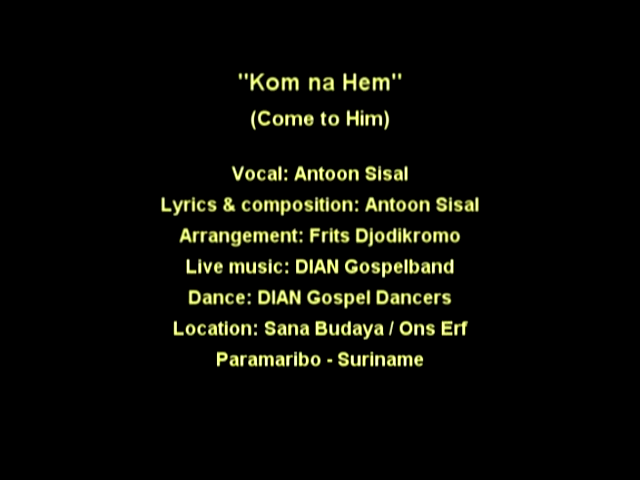 "Kom na Hem"
(Come to Him)
Vocal: Antoon Sisal
Lyrics & composition: Antoon Sisal
Arrangement: Frits Djodikromo
Live music: DIAN Gospelband
Dance: DIAN Gospel Dancers
Location: Sana Budaya / Ons Erf
Paramaribo - Suriname